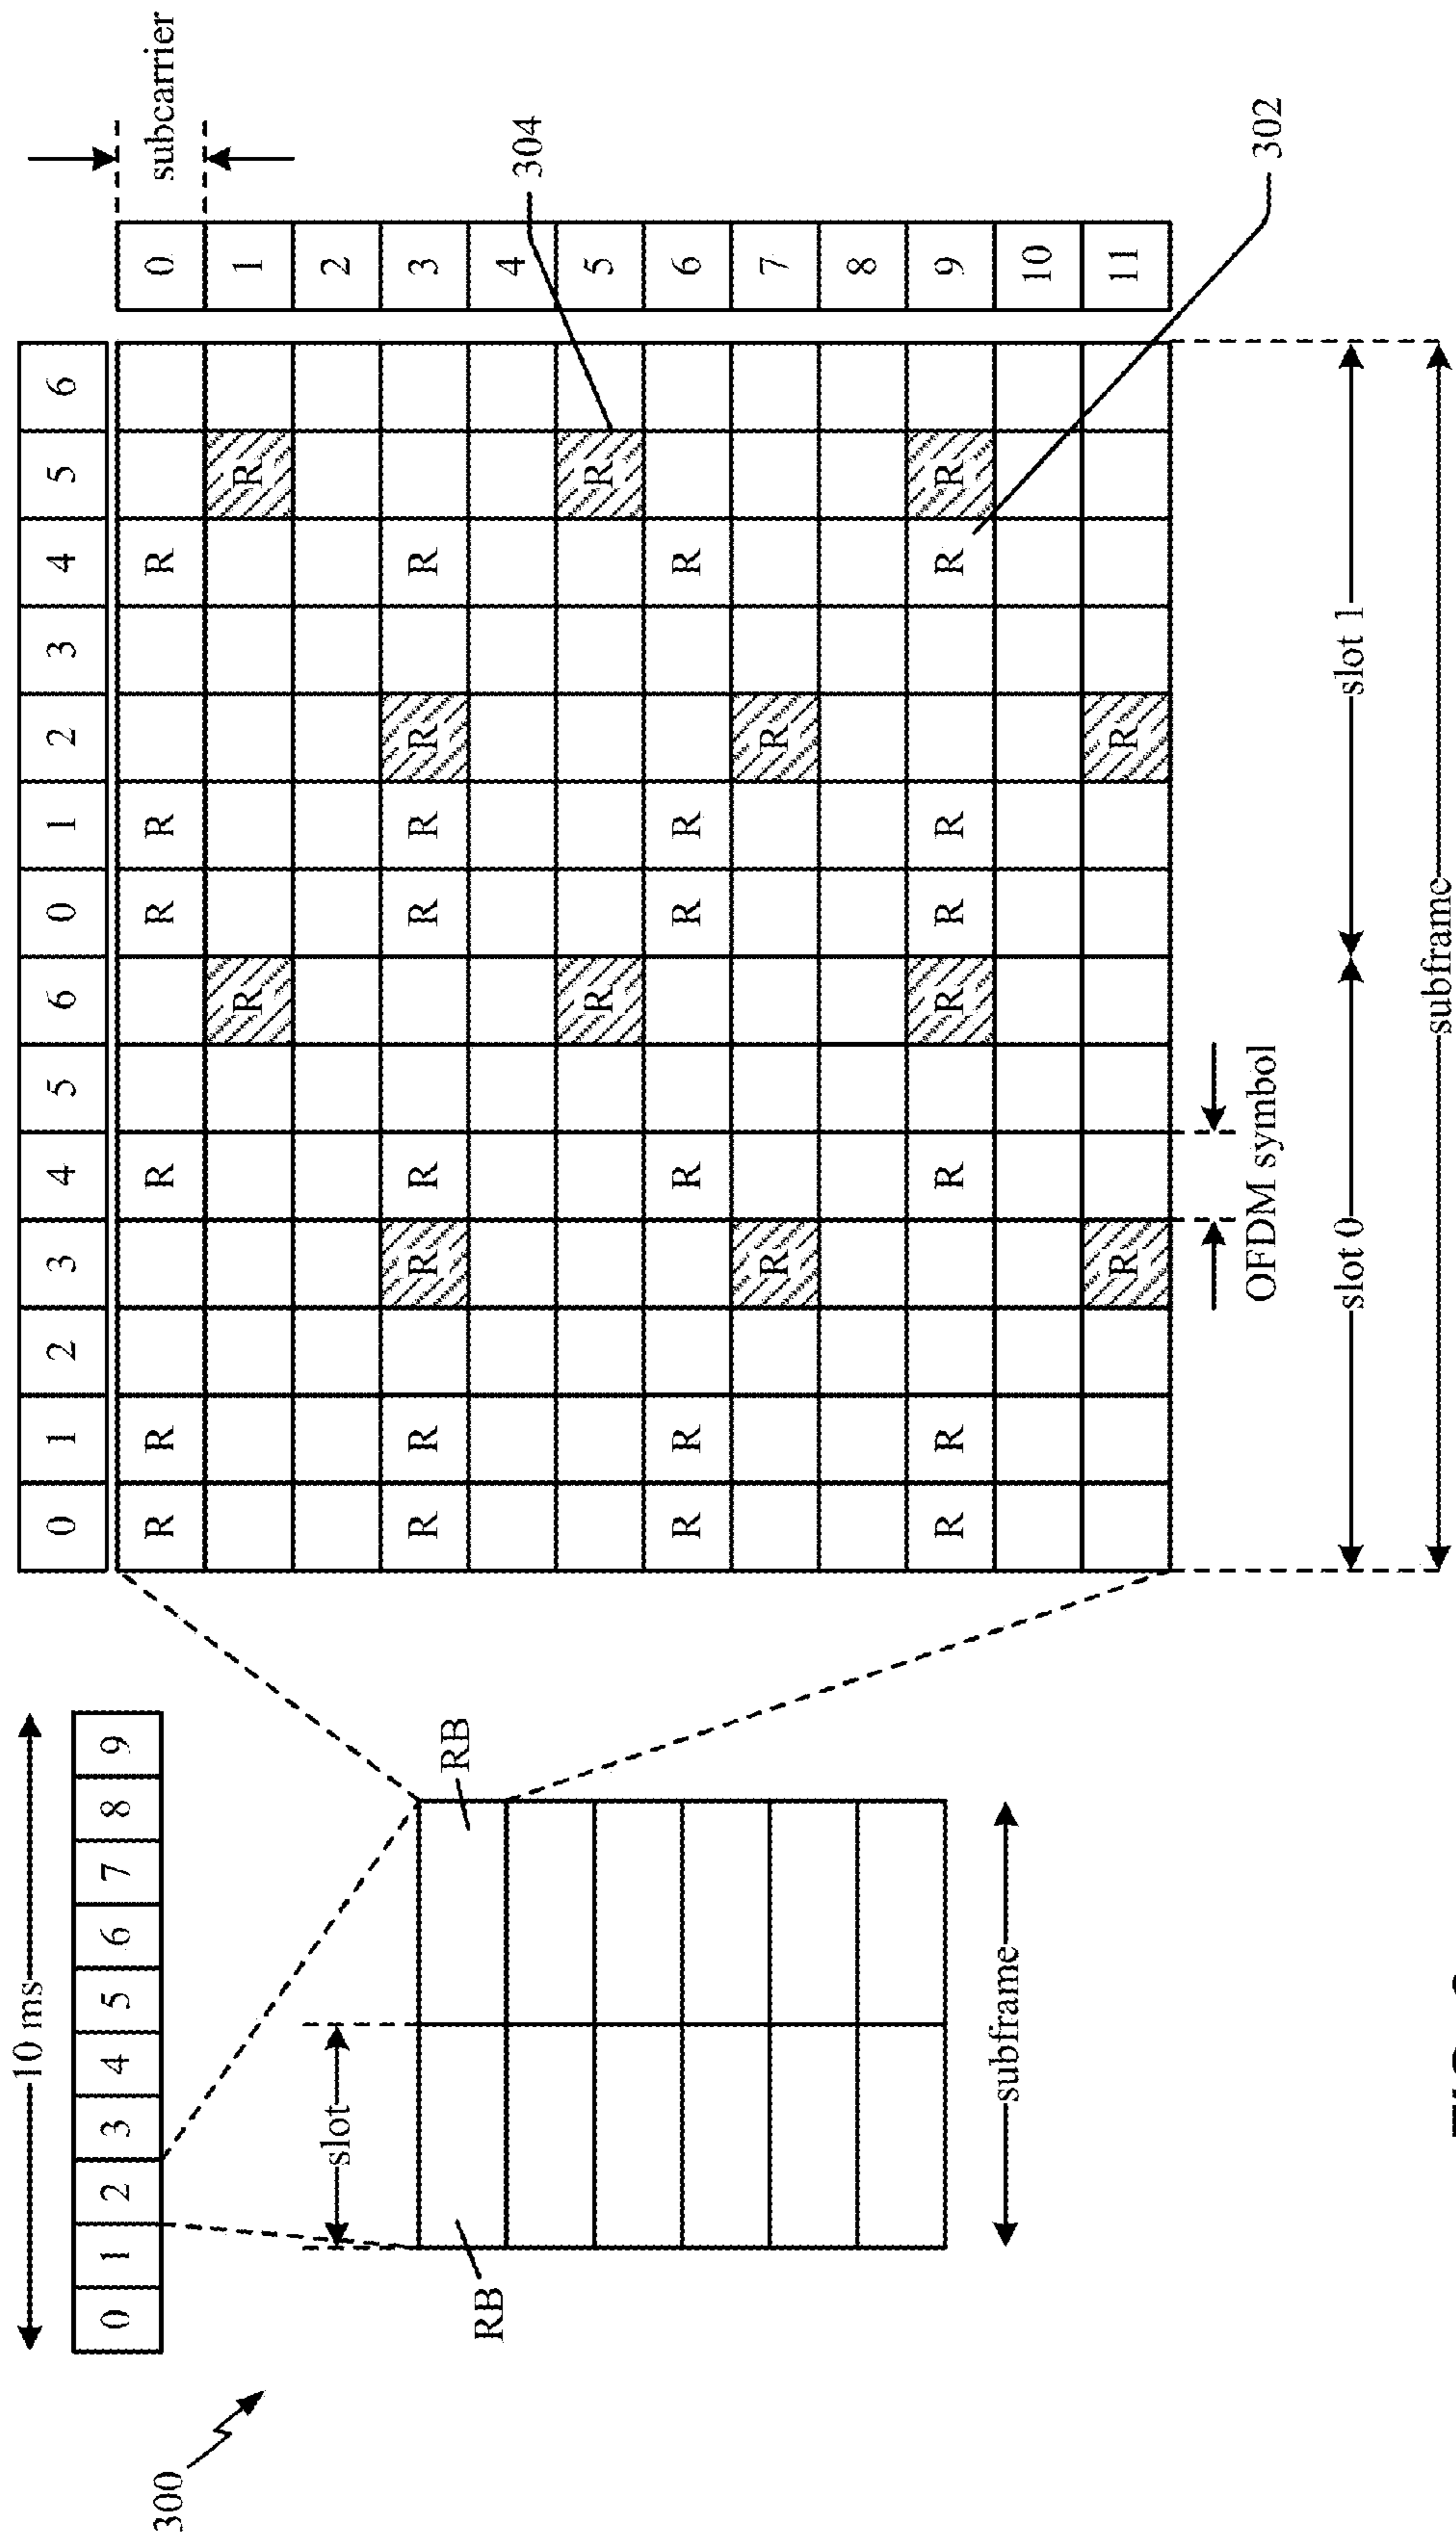 300
10 ms
0 1 2 3 4 5 6 7 8 9
slot
RB
RB
subframe
0 1 2 3 4 5 6 0 1 2 3 4 5 6
subcarrier
R R R R R R 0
R R 1
2
R R R R R R R R 3
4
R R 5
304
R R R R R R 6
R R 7
8
R R R R R R R R 9
10
R R 11
302
OFDM symbol
slot 0
slot 1
subframe